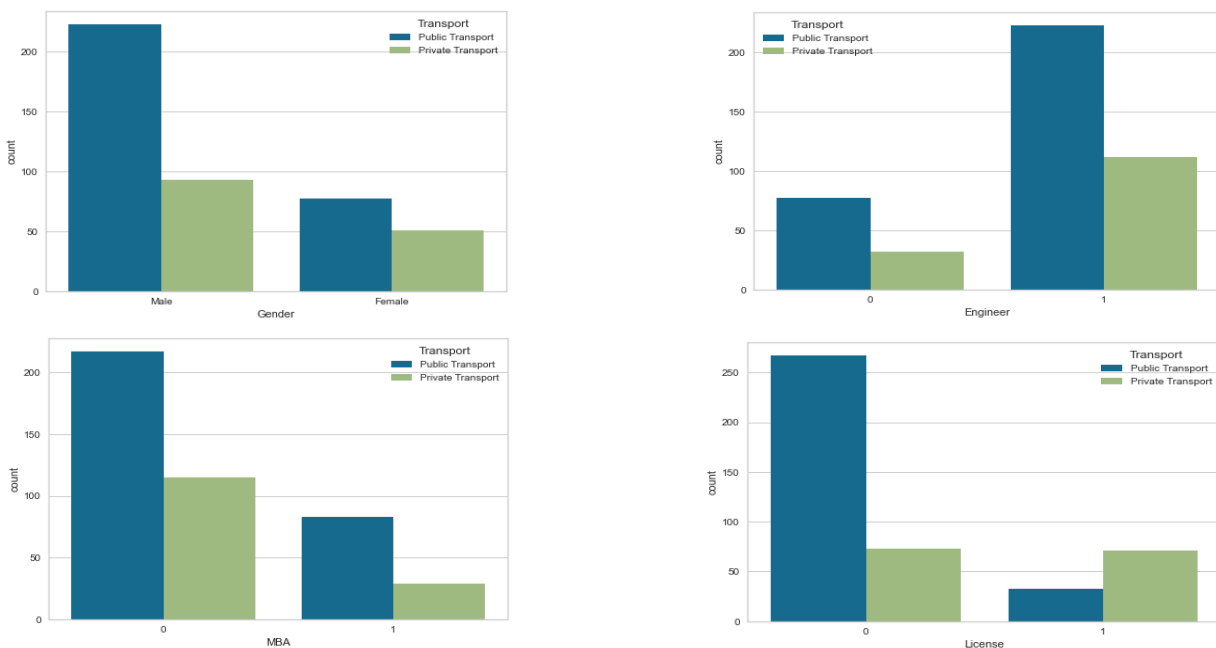 Transport
Public Transport
Private Transport
200
150
100
50
0
count
Male
Female
Gender
Transport
Public Transport
Private Transport
200
150
100
50
0
count
0
1
Engineer
Transport
Public Transport
Private Transport
200
150
100
50
0
count
0
1
MBA
Transport
Public Transport
Private Transport
250
200
150
100
50
0
count
0
1
License